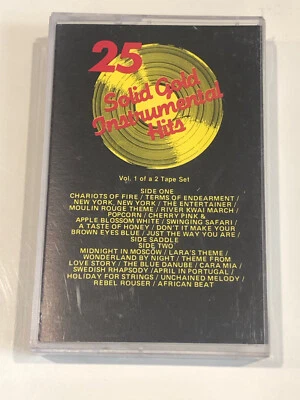 25
Solid Gold
Instrumental
Hits
Vol. 1 of a 2 Tape Set
SIDE ONE
CHARIOTS OF FIRE / TERMS OF ENDEARMENT /
NEW YORK, NEW YORK / THE ENTERTAINER /
MOULIN ROUGE THEME / RIVER KWAI MARCH /
POPCORN / CHERRY PINK &
APPLE BLOSSOM WHITE / SWINGING SAFARI /
A TASTE OF HONEY / DON'T IT MAKE YOUR
BROWN EYES BLUE / JUST THE WAY YOU ARE /
SIDE SADDLE
SIDE TWO
MIDNIGHT IN MOSCOW / LARA'S THEME /
WONDERLAND BY NIGHT / THEME FROM
LOVE STORY / THE BLUE DANUBE / CARA MIA /
SWEDISH RHAPSODY / APRIL IN PORTUGAL /
HOLIDAY FOR STRINGS / UNCHAINED MELODY /
REBEL ROUSER / AFRICAN BEAT